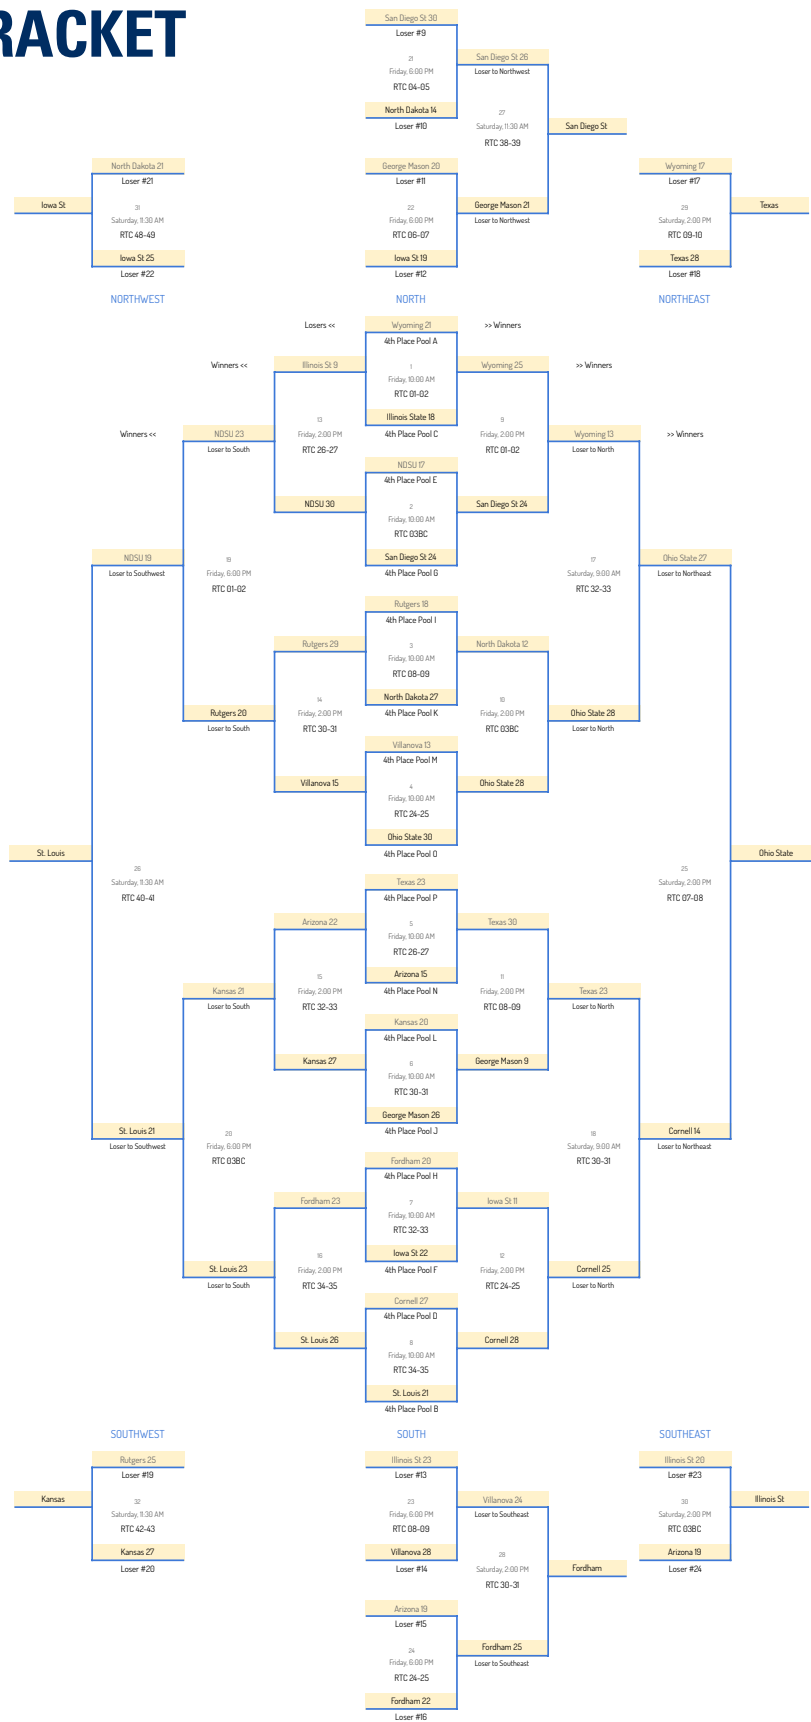 RACKET
San Diego St 30
Loser #9
21
Friday, 6:00 PM
RTC 04-05
North Dakota 14
Loser #10
San Diego St 26
Loser to Northwest
27
Saturday, 11:30 AM
RTC 38-39
San Diego St
George Mason 20
Loser #11
22
Friday, 6:00 PM
RTC 06-07
Iowa St 19
Loser #12
George Mason 21
Loser to Northwest
North Dakota 21
Loser #21
Iowa St
31
Saturday, 11:30 AM
RTC 48-49
Iowa St 25
Loser #22
Wyoming 17
Loser #17
Texas
29
Saturday, 2:00 PM
RTC 09-10
Texas 28
Loser #18
NORTHWEST
NORTH
NORTHEAST
Losers <<
>> Winners
Wyoming 21
4th Place Pool A
1
Friday, 10:00 AM
RTC 01-02
Illinois State 18
4th Place Pool C
Winners <<
Illinois St 9
Wyoming 25
>> Winners
13
Friday, 2:00 PM
RTC 26-27
9
Friday, 2:00 PM
RTC 01-02
Winners <<
NDSU 23
Loser to South
Wyoming 13
Loser to North
>> Winners
NDSU 17
4th Place Pool E
2
Friday, 10:00 AM
RTC 03BC
San Diego St 24
4th Place Pool G
NDSU 30
San Diego St 24
NDSU 19
Loser to Southwest
19
Friday, 6:00 PM
RTC 01-02
17
Saturday, 9:00 AM
RTC 32-33
Ohio State 27
Loser to Northeast
Rutgers 18
4th Place Pool I
3
Friday, 10:00 AM
RTC 08-09
North Dakota 27
4th Place Pool K
Rutgers 29
North Dakota 12
14
Friday, 2:00 PM
RTC 30-31
10
Friday, 2:00 PM
RTC 03BC
Rutgers 20
Loser to South
Ohio State 28
Loser to North
Villanova 13
4th Place Pool M
4
Friday, 10:00 AM
RTC 24-25
Ohio State 30
4th Place Pool O
Villanova 15
Ohio State 28
St. Louis
26
Saturday, 11:30 AM
RTC 40-41
25
Saturday, 2:00 PM
RTC 07-08
Ohio State
Texas 23
4th Place Pool P
5
Friday, 10:00 AM
RTC 26-27
Arizona 15
4th Place Pool N
Arizona 22
Texas 30
15
Friday, 2:00 PM
RTC 32-33
11
Friday, 2:00 PM
RTC 08-09
Kansas 21
Loser to South
Texas 23
Loser to North
Kansas 20
4th Place Pool L
6
Friday, 10:00 AM
RTC 30-31
George Mason 26
4th Place Pool J
Kansas 27
George Mason 9
St. Louis 21
Loser to Southwest
20
Friday, 6:00 PM
RTC 03BC
18
Saturday, 9:00 AM
RTC 30-31
Cornell 14
Loser to Northeast
Fordham 20
4th Place Pool H
7
Friday, 10:00 AM
RTC 32-33
Iowa St 22
4th Place Pool F
Fordham 23
Iowa St 11
16
Friday, 2:00 PM
RTC 34-35
12
Friday, 2:00 PM
RTC 24-25
St. Louis 23
Loser to South
Cornell 25
Loser to North
Cornell 27
4th Place Pool D
8
Friday, 10:00 AM
RTC 34-35
St. Louis 21
4th Place Pool B
St. Louis 26
Cornell 28
SOUTHWEST
SOUTH
SOUTHEAST
Rutgers 25
Loser #19
Kansas
32
Saturday, 11:30 AM
RTC 42-43
Kansas 27
Loser #20
Illinois St 23
Loser #13
23
Friday, 6:00 PM
RTC 08-09
Villanova 28
Loser #14
Villanova 24
Loser to Southeast
28
Saturday, 2:00 PM
RTC 30-31
Fordham
Illinois St 20
Loser #23
Illinois St
30
Saturday, 2:00 PM
RTC 03BC
Arizona 19
Loser #24
Arizona 19
Loser #15
24
Friday, 6:00 PM
RTC 24-25
Fordham 22
Loser #16
Fordham 25
Loser to Southeast